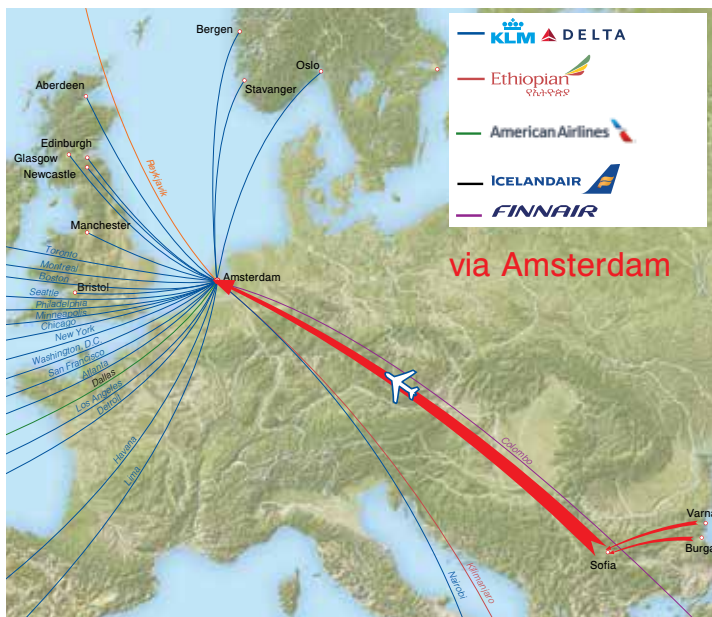 Bergen
Oslo
Stavanger
Aberdeen
Edinburgh
Glasgow
Newcastle
Reykjavik
Manchester
Toronto
Montreal
Boston
Seattle
Bristol
Philadelphia
Minneapolis
Chicago
New York
Washington, D.C.
San Francisco
Atlanta
Dallas
Los Angeles
Detroit
Havana
Lima
Amsterdam
Colombo
Nairobi
Kilimanjaro
Sofia
Varna
Burga
KLM DELTA
Ethiopian
የኢትዮጵያ
American Airlines
ICELANDAIR
FINNAIR
via Amsterdam